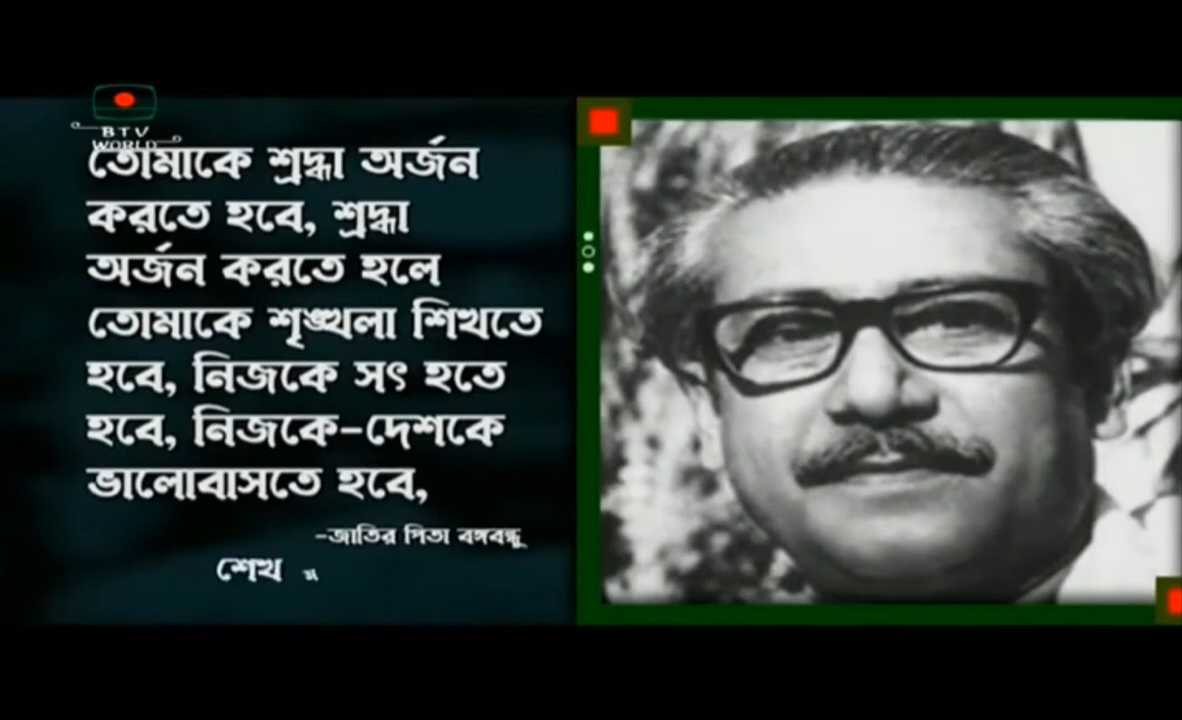 BTV
WORLD
তোমাকে শ্রদ্ধা অর্জন
করতে হবে, শ্রদ্ধা
অর্জন করতে হলে
তোমাকে শৃঙ্খলা শিখতে
হবে, নিজকে সৎ হতে
হবে, নিজকে-দেশকে
ভালোবাসতে হবে,
-জাতির পিতা বঙ্গবন্ধু
শেখ